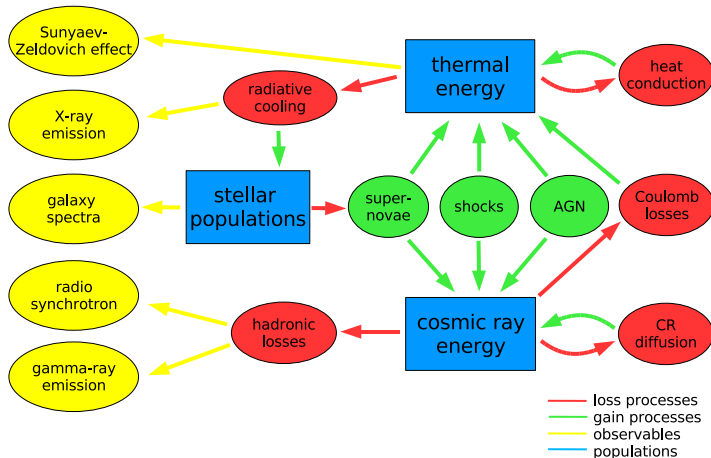 Sunyaev-
Zeldovich effect
thermal
energy
heat
conduction
radiative
cooling
X-ray
emission
galaxy
spectra
stellar
populations
super-
novae
shocks
AGN
Coulomb
losses
radio
synchrotron
hadronic
losses
cosmic ray
energy
CR
diffusion
gamma-ray
emission
loss processes
gain processes
observables
populations